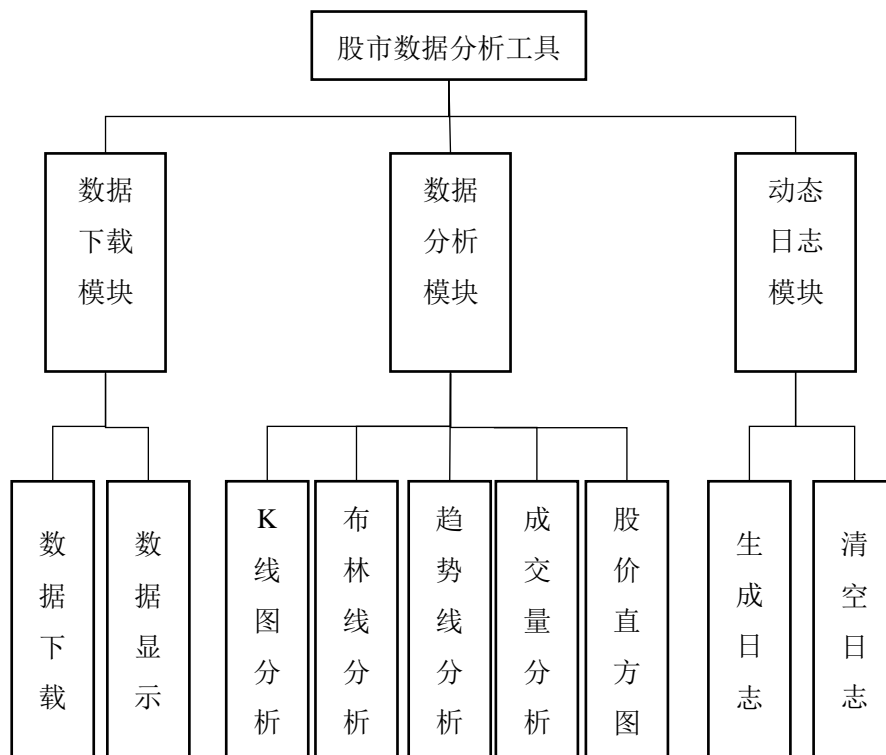 股市数据分析工具
数据
下载
模块
数据
分析
模块
动态
日志
模块
数据下载
数据显示
K线图分析
布林线分析
趋势线分析
成交量分析
股价直方图
生成日志
清空日志